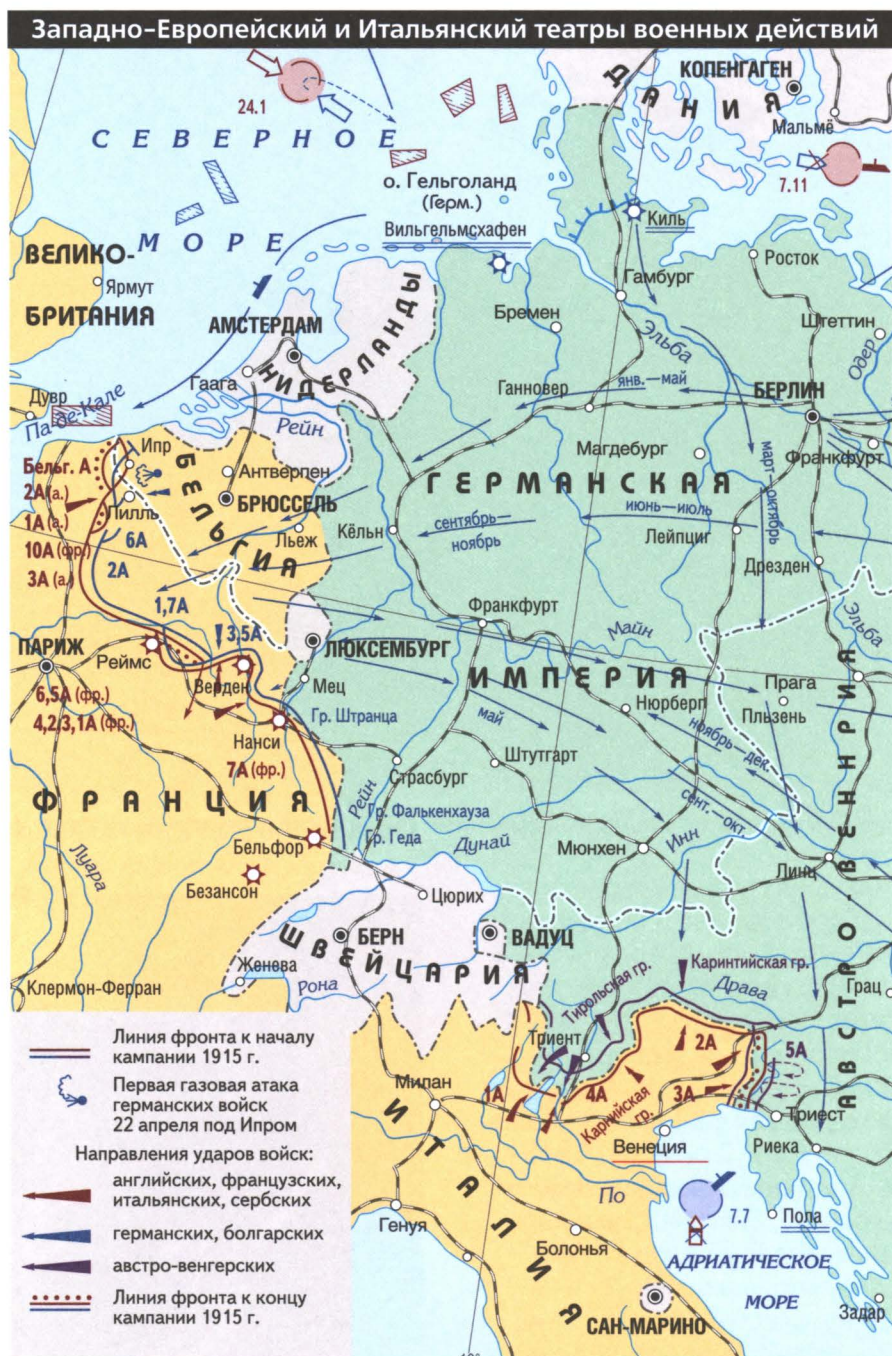 Западно-Европейский и Итальянский театры военных действий
КОПЕНГАГЕН
ДАНИЯ
Мальмё
24.1
7.11
СЕВЕРНОЕ
МОРЕ
о. Гельголанд
(Герм.)
Вильгельмсхафен
Киль
ВЕЛИКО-
БРИТАНИЯ
Ярмут
Росток
Гамбург
Бремен
Эльба
Штеттин
Одер
АМСТЕРДАМ
НИДЕРЛАНДЫ
Гаага
Дувр
Па-де-Кале
Ганновер
янв.—май
БЕРЛИН
Рейн
Ипр
Бельг. А
БЕЛЬГИЯ
Антверпен
Магдебург
Франкфурт
март—октябрь
2А (а.)
Лилль
БРЮССЕЛЬ
ГЕРМАНСКАЯ
1А (а.)
Льеж
Кёльн
сентябрь—
ноябрь
июнь—июль
Лейпциг
10А (фр.)
6А
3А (а.)
2А
Дрезден
1,7А
Франкфурт
Эльба
3,5А
Майн
ПАРИЖ
Реймс
ЛЮКСЕМБУРГ
ИМПЕРИЯ
Верден
Мец
Прага
6,5А (фр.)
4,2,3,1А (фр.)
Гр. Штранца
май
Нюрберг
Пльзень
Нанси
ноябрь—дек.
7А (фр.)
Страсбург
Штутгарт
ФРАНЦИЯ
Рейн
Гр. Фалькенхауза
сент.—окт.
Бельфор
Гр. Геда
Дунай
Мюнхен
Инн
Линц
Луара
Безансон
Цюрих
АВСТРО-ВЕНГРИЯ
ШВЕЙЦАРИЯ
БЕРН
ВАДУЦ
Женева
Рона
Клермон-Ферран
Каринтийская гр.
Драва
Грац
Тирольская гр.
Триент
2А
5А
Милан
1А
4А
3А
Карнийская
гр.
Триест
Венеция
Риека
ИТАЛИЯ
По
7.7
Пола
Генуя
Болонья
АДРИАТИЧЕСКОЕ
МОРЕ
САН-МАРИНО
Задар
Линия фронта к началу
кампании 1915 г.
Первая газовая атака
германских войск
22 апреля под Ипром
Направления ударов войск:
английских, французских,
итальянских, сербских
германских, болгарских
австро-венгерских
Линия фронта к концу
кампании 1915 г.